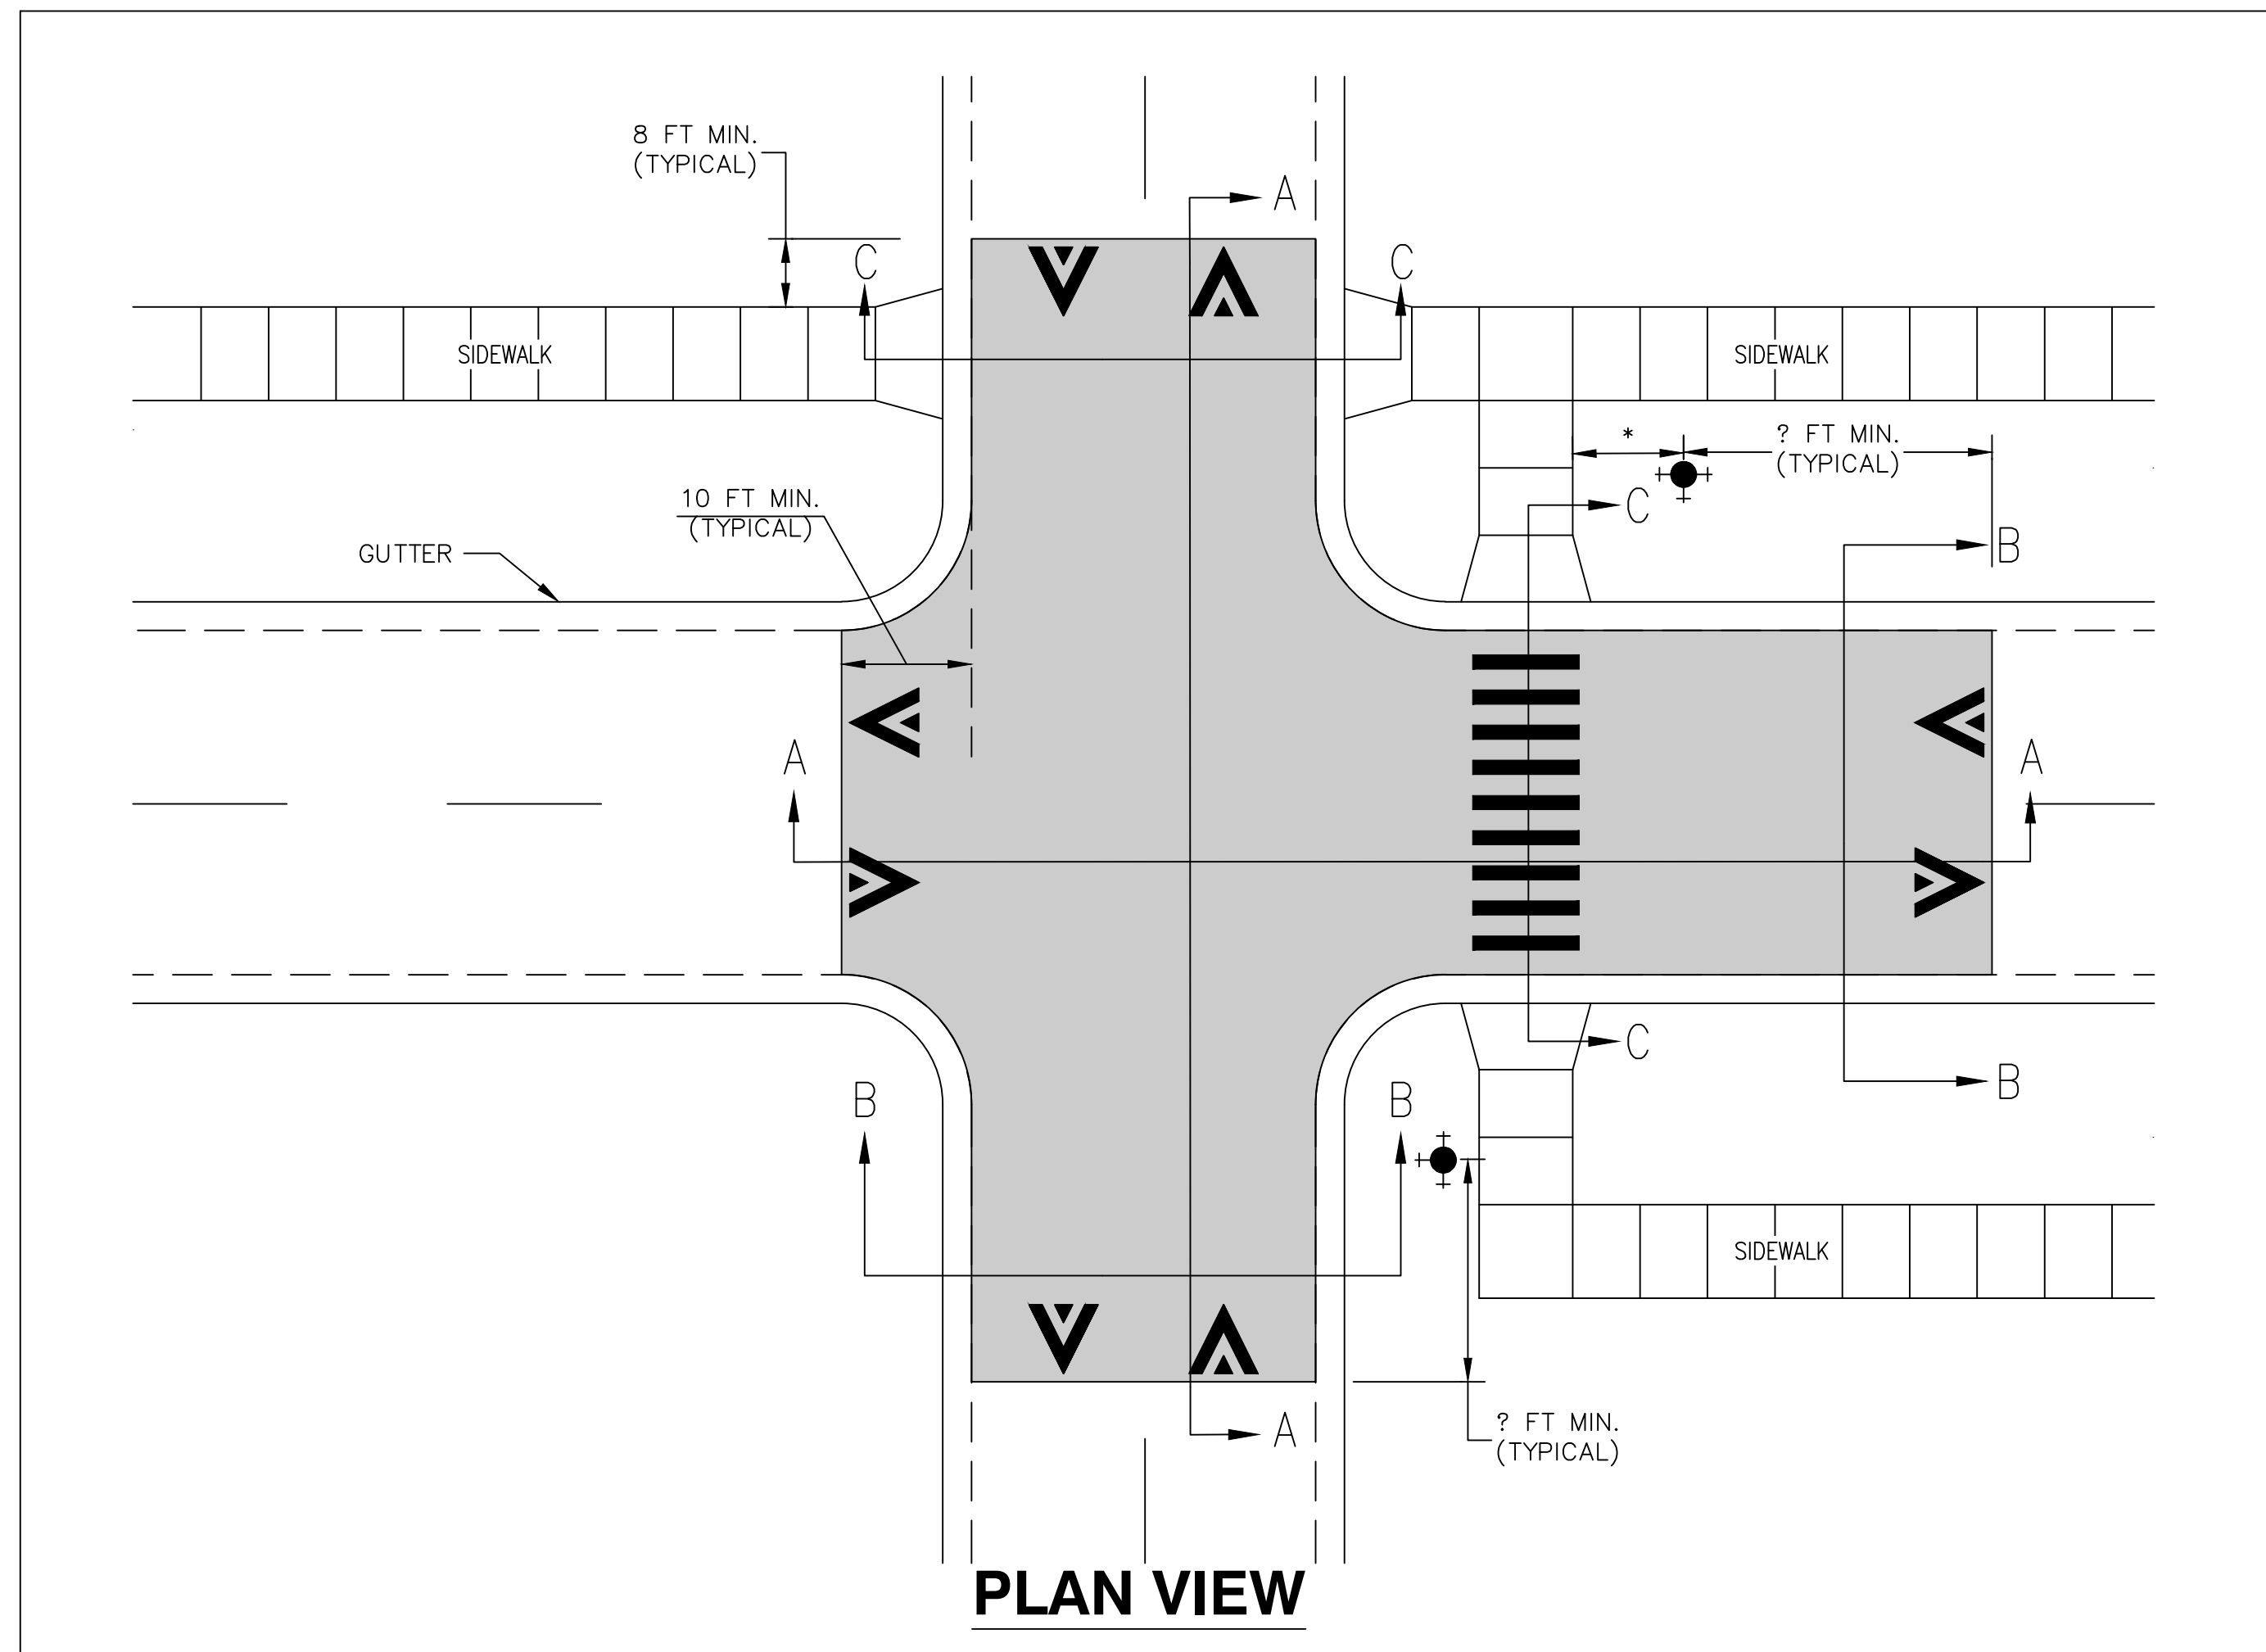 8 FT MIN.
(TYPICAL)
A
C
C
SIDEWALK
SIDEWALK
*
? FT MIN.
(TYPICAL)
10 FT MIN.
(TYPICAL)
C
GUTTER
B
A
A
C
B
B
B
SIDEWALK
A
? FT MIN.
(TYPICAL)
PLAN VIEW